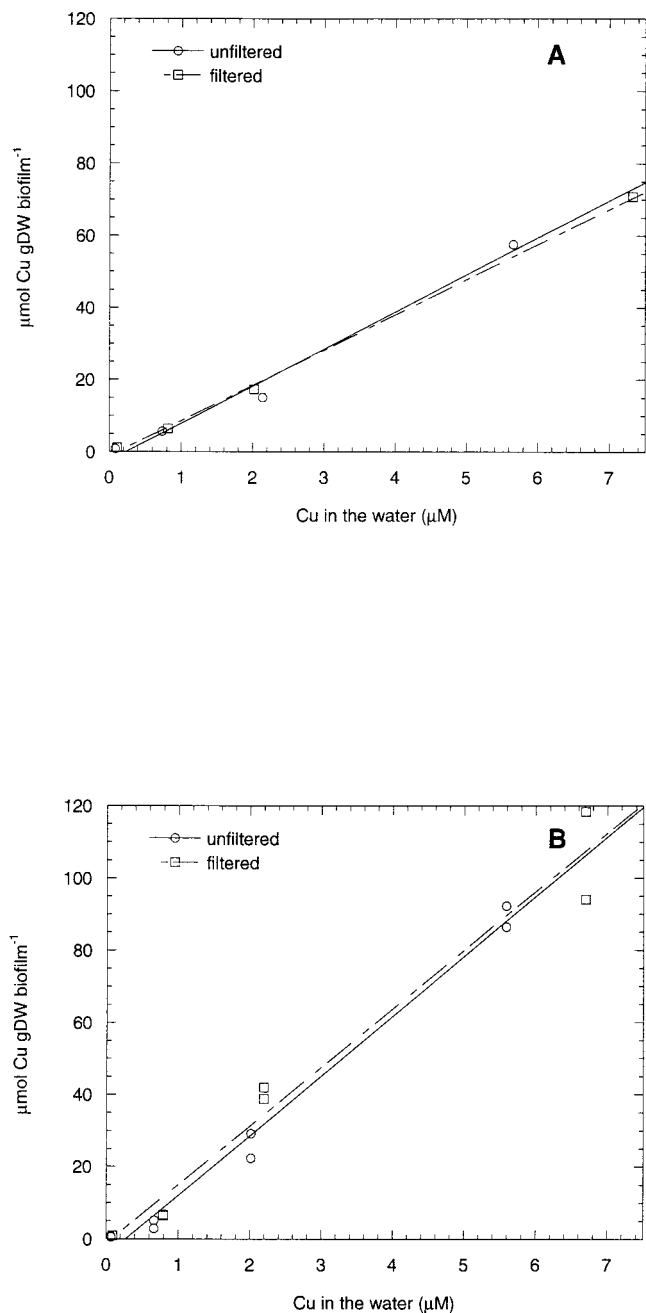 120
100
80
60
40
20
0
µmol Cu gDW biofilm⁻¹
unfiltered
filtered
A
0 1 2 3 4 5 6 7
Cu in the water (µM)
120
100
80
60
40
20
0
µmol Cu gDW biofilm⁻¹
unfiltered
filtered
B
0 1 2 3 4 5 6 7
Cu in the water (µM)